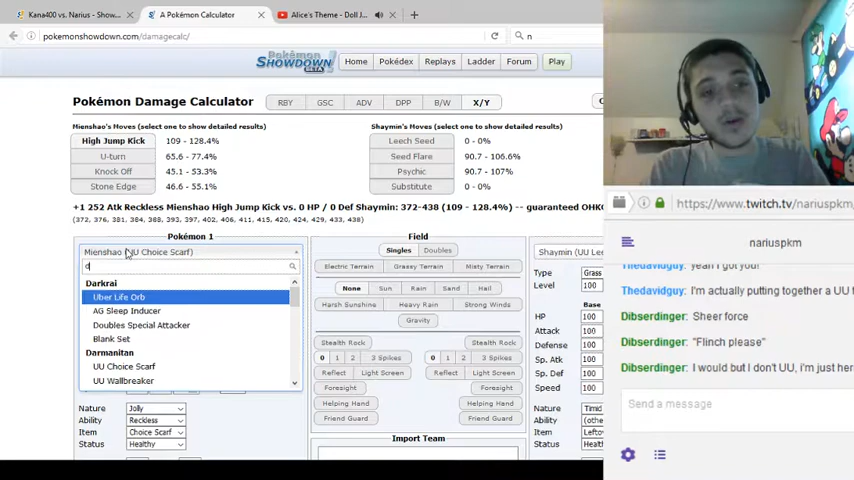 Kana400 vs. Narius - Show...
A Pokémon Calculator
Alice's Theme - Doll J...
pokemonshowdown.com/damagecalc/
n
Pokémon SHOWDOWN! BETA
Home Pokédex Replays Ladder Forum Play
Pokémon Damage Calculator RBY GSC ADV DPP B/W X/Y
Mienshao's Moves (select one to show detailed results)
High Jump Kick 109 - 128.4%
U-turn 65.6 - 77.4%
Knock Off 45.1 - 53.3%
Stone Edge 46.6 - 55.1%
Shaymin's Moves (select one to show detailed results)
Leech Seed 0 - 0%
Seed Flare 90.7 - 106.6%
Psychic 90.7 - 107%
Substitute 0 - 0%
+1 252 Atk Reckless Mienshao High Jump Kick vs. 0 HP / 0 Def Shaymin: 372-438 (109 - 128.4%) -- guaranteed OHKO
(372, 376, 381, 384, 388, 393, 397, 402, 406, 411, 415, 420, 424, 429, 433, 438)
Pokémon 1
Mienshao (UU Choice Scarf)
d
Darkrai
Uber Life Orb
AG Sleep Inducer
Doubles Special Attacker
Blank Set
Darmanitan
UU Choice Scarf
UU Wallbreaker
Nature Jolly
Ability Reckless
Item Choice Scarf
Status Healthy
Field
Singles Doubles
Electric Terrain Grassy Terrain Misty Terrain
None Sun Rain Sand Hail
Harsh Sunshine Heavy Rain Strong Winds
Gravity
Stealth Rock Stealth Rock
0 1 2 3 Spikes 0 1 2 3 Spikes
Reflect Light Screen Reflect Light Screen
Foresight Foresight
Helping Hand Helping Hand
Friend Guard Friend Guard
Import Team
Shaymin (UU Lee
Type Grass
Level 100
Base
HP 100
Attack 100
Defense 100
Sp. Atk 100
Sp. Def 100
Speed 100
Nature Timid
Ability (othe
Item Lefto
Status Healt
https://www.twitch.tv/nariuspkm
nariuspkm
Thedavidguy: yeah I got you!
Thedavidguy: I'm actually putting together a UU t
Dibserdinger: Sheer force
Dibserdinger: "Flinch please"
Dibserdinger: I would but I don't UU, i'm just her
Send a message